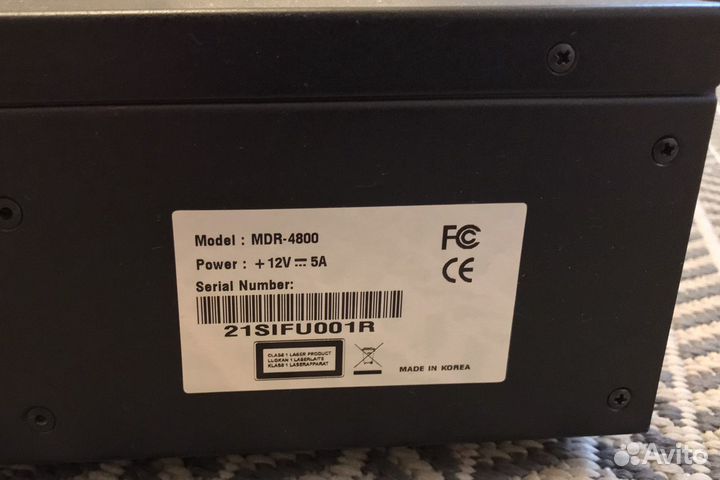 Model : MDR-4800
Power : +12V ⎓ 5A
Serial Number:
21SIFU001R
CLASS 1 LASER PRODUCT
LUOKAN 1 LASERLAITE
KLASS 1 LASERAPPARAT
FC
CE
MADE IN KOREA
Avito